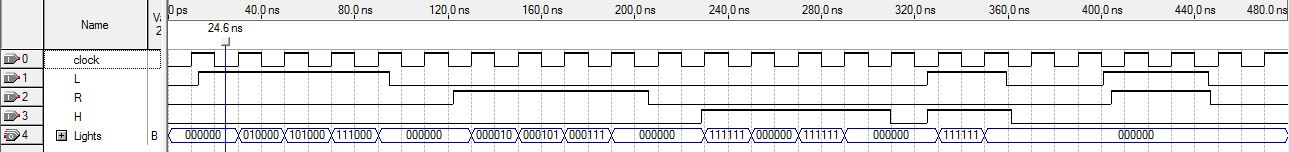 0 ps 40.0 ns 80.0 ns 120.0 ns 160.0 ns 200.0 ns 240.0 ns 280.0 ns 320.0 ns 360.0 ns 400.0 ns 440.0 ns 480.0 ns
Name
24.6 ns
0 clock
1 L
2 R
3 H
4 Lights B 000000 010000 101000 111000 000000 000010 000101 000111 000000 111111 000000 111111 000000 111111 000000